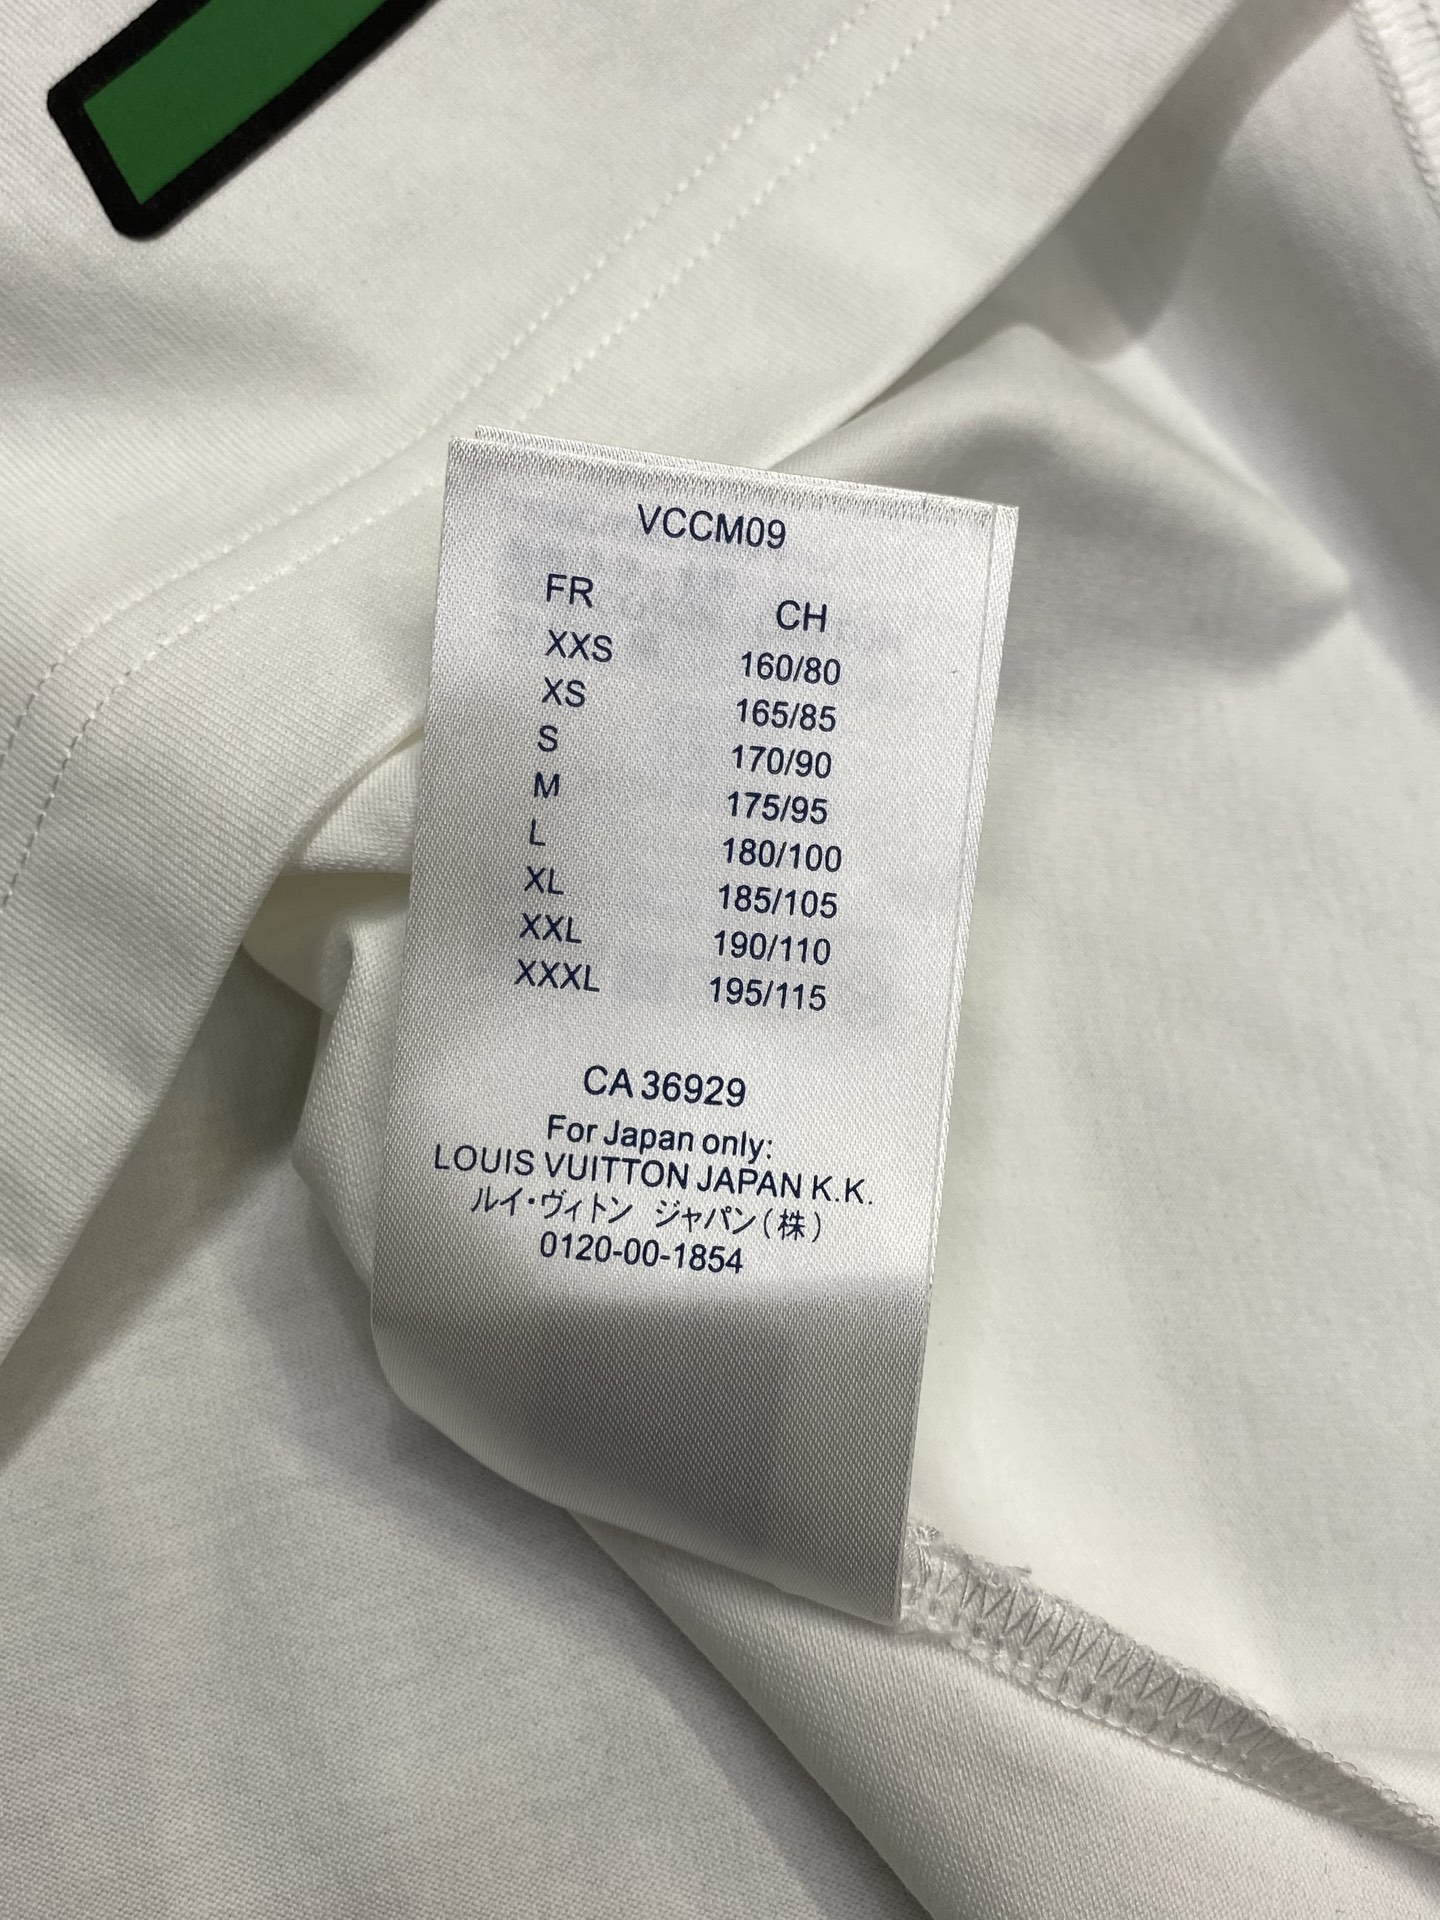 VCCM09
FR CH
XXS 160/80
XS 165/85
S 170/90
M 175/95
L 180/100
XL 185/105
XXL 190/110
XXXL 195/115
CA 36929
For Japan only:
LOUIS VUITTON JAPAN K.K.
ルイ・ヴィトン ジャパン(株)
0120-00-1854